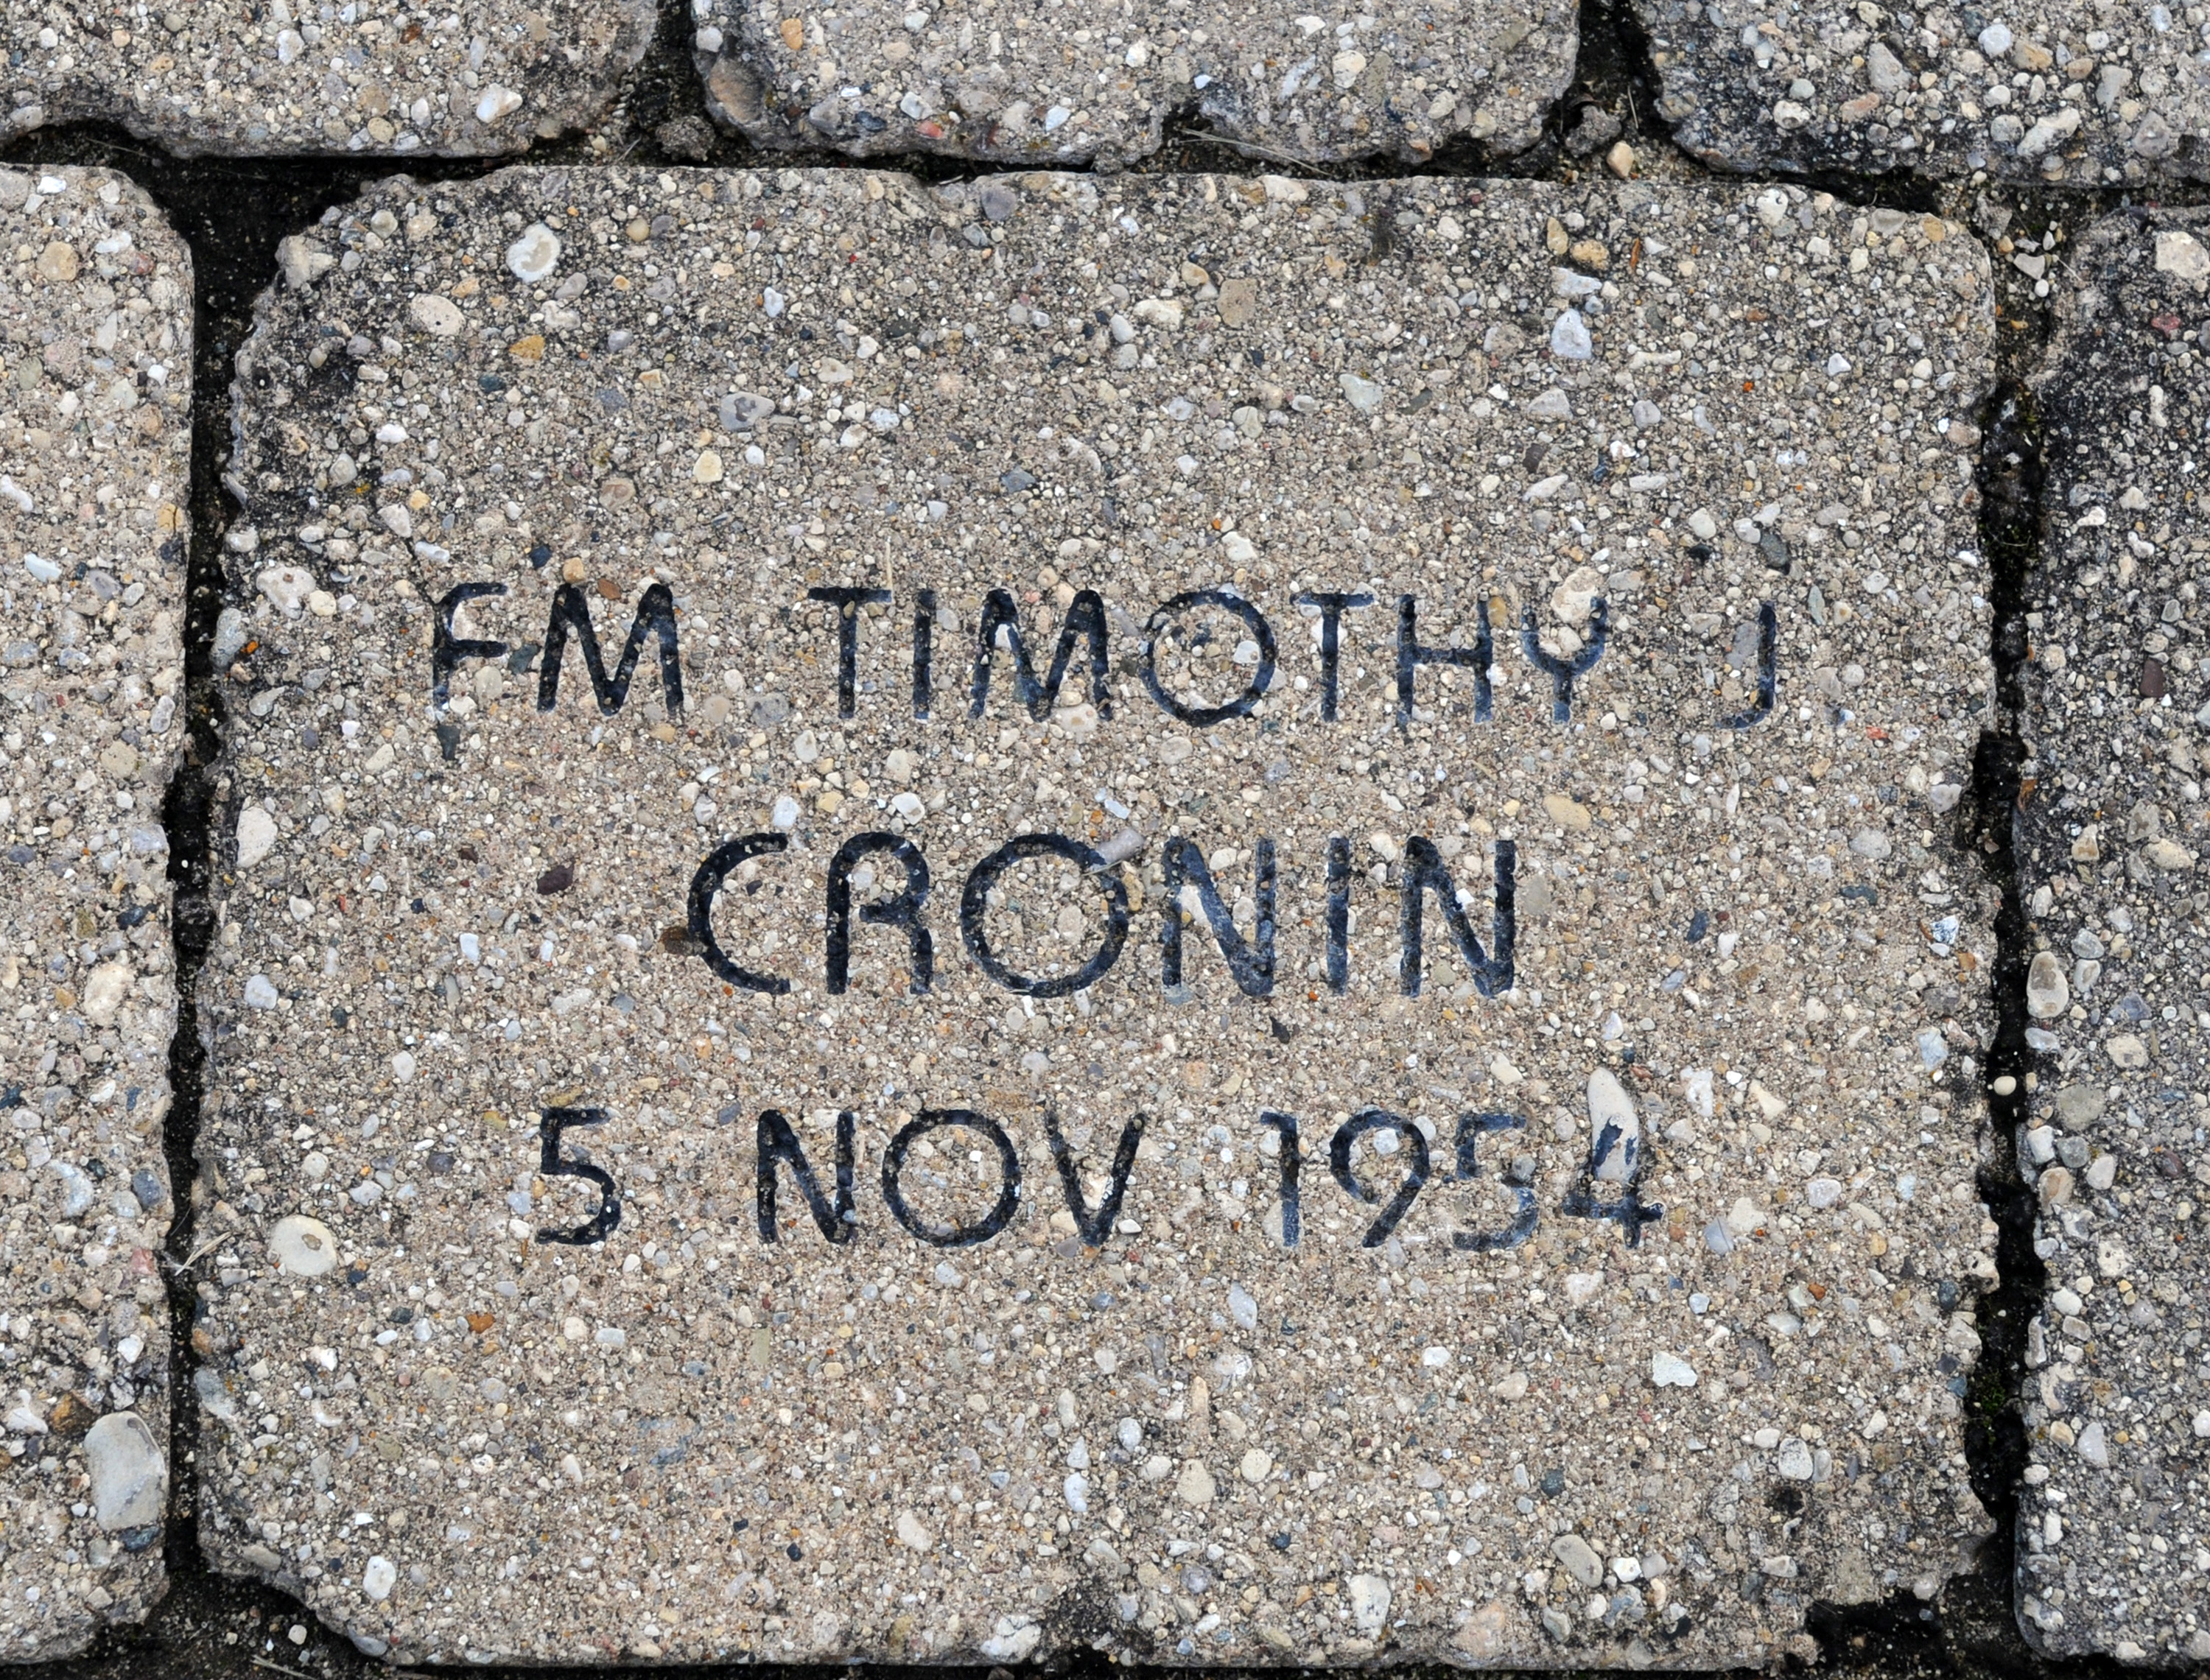 FM TIMOTHY J
CRONIN
5 NOV 1954